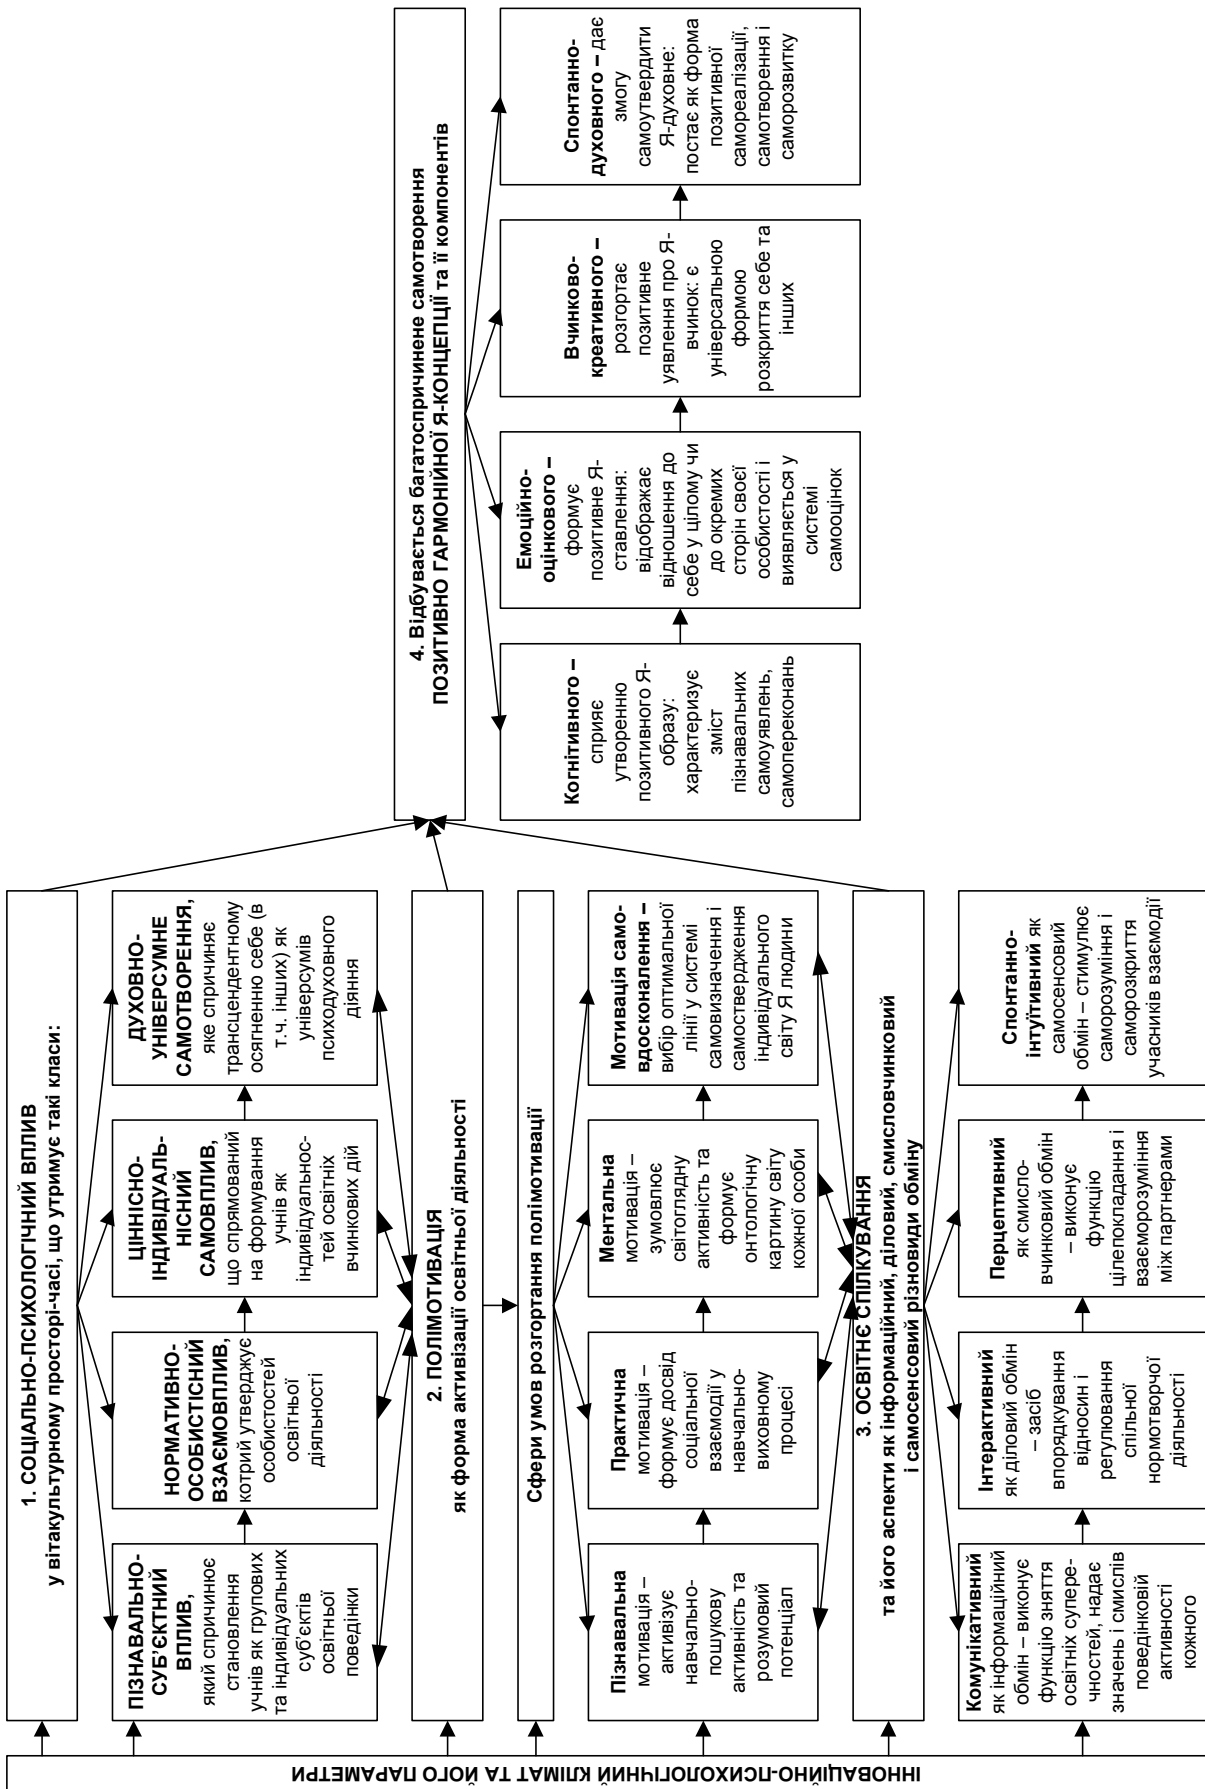 ІННОВАЦІЙНО-ПСИХОЛОГІЧНИЙ КЛІМАТ ТА ЙОГО ПАРАМЕТРИ
1. СОЦІАЛЬНО-ПСИХОЛОГІЧНИЙ ВПЛИВ
у вітакультурному просторі-часі, що утримує такі класи:
ПІЗНАВАЛЬНО-
СУБ’ЄКТНИЙ
ВПЛИВ,
який спричинює
становлення
учнів як групових
та індивідуальних
суб’єктів
освітньої
поведінки
НОРМАТИВНО-
ОСОБИСТІСНИЙ
ВЗАЄМОВПЛИВ,
котрий утверджує
особистостей
освітньої
діяльності
ЦІННІСНО-
ІНДИВІДУАЛЬ-
НІСНИЙ
САМОВПЛИВ,
що спрямований
на формування
учнів як
індивідуальнос-
тей освітніх
вчинкових дій
ДУХОВНО-
УНІВЕРСУМНЕ
САМОТВОРЕННЯ,
яке спричиняє
трансцендентному
осягненню себе (в
т.ч. інших) як
універсумів
психодуховного
діяння
2. ПОЛІМОТИВАЦІЯ
як форма активізації освітньої діяльності
Сфери умов розгортання полімотивації
Пізнавальна
мотивація –
активізує
навчально-
пошукову
активність та
розумовий
потенціал
Практична
мотивація –
формує досвід
соціальної
взаємодії у
навчально-
виховному
процесі
Ментальна
мотивація –
зумовлює
світоглядну
активність та
формує
онтологічну
картину світу
кожної особи
Мотивація само-
вдосконалення –
вибір оптимальної
лінії у системі
самовизначення і
самоствердження
індивідуального
світу Я людини
3. ОСВІТНЄ СПІЛКУВАННЯ
та його аспекти як інформаційний, діловий, смисловчинковий
і самосенсовий різновиди обміну
Комунікативний
як інформаційний
обмін – виконує
функцію зняття
освітніх супере-
чностей, надає
значень і смислів
поведінковій
активності
кожного
Інтерактивний
як діловий обмін
– засіб
впорядкування
відносин і
регулювання
спільної
нормотворчої
діяльності
Перцептивний
як смисло-
вчинковий обмін
– виконує
функцію
цілепокладання і
взаєморозуміння
між партнерами
Спонтанно-
інтуїтивний як
самосенсовий
обмін – стимулює
саморозуміння і
саморозкриття
учасників взаємодії
4. Відбувається багатоспричинене самотворення
ПОЗИТИВНО ГАРМОНІЙНОЇ Я-КОНЦЕПЦІЇ та її компонентів
Когнітивного –
сприяє
утворенню
позитивного Я-
образу:
характеризує
зміст
пізнавальних
самоуявлень,
самопереконань
Емоційно-
оцінкового –
формує
позитивне Я-
ставлення:
відображає
відношення до
себе у цілому чи
до окремих
сторін своєї
особистості і
виявляється у
системі
самооцінок
Вчинково-
креативного –
розгортає
позитивне
уявлення про Я-
вчинок: є
універсальною
формою
розкриття себе та
інших
Спонтанно-
духовного – дає
змогу
самоутвердити
Я-духовне:
постає як форма
позитивної
самореалізації,
самотворення і
саморозвитку